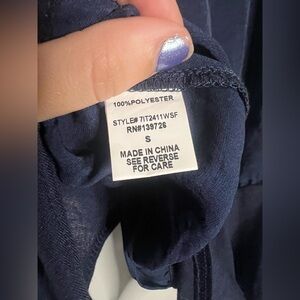 100%POLYESTER
STYLE# 7IT2411WSF
RN#139726
S
MADE IN CHINA
SEE REVERSE
FOR CARE